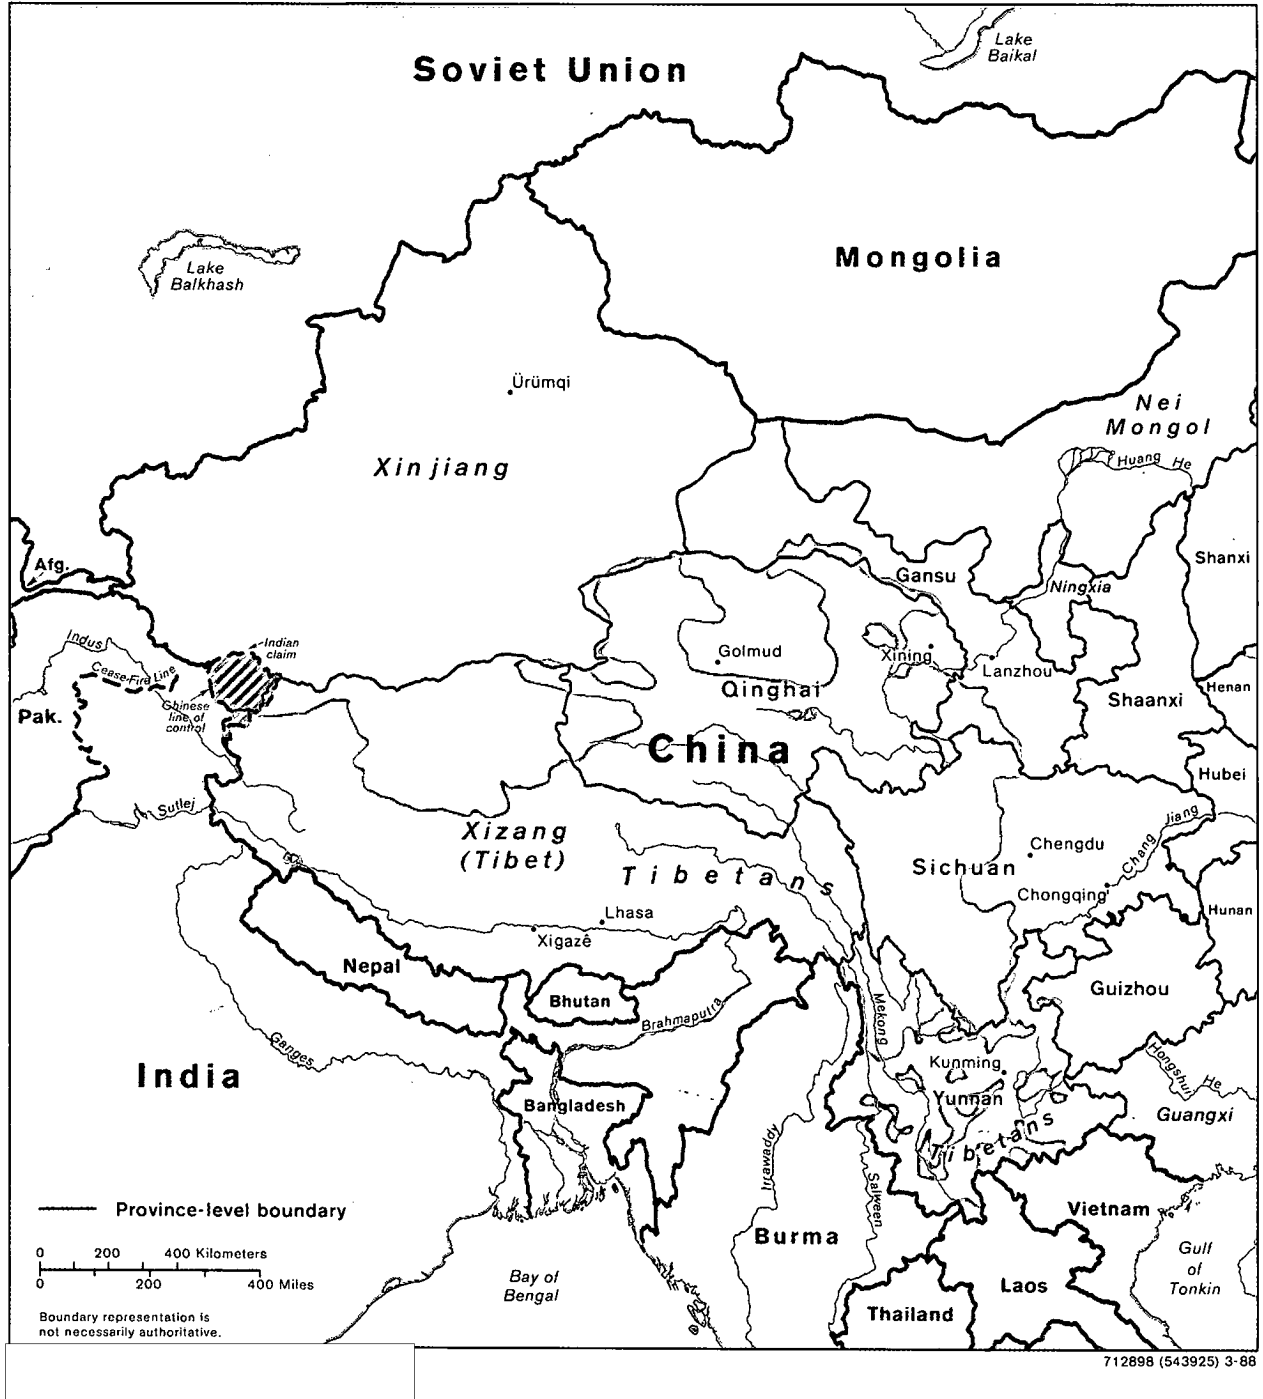 Soviet Union
Lake
Baikal
Lake
Balkhash
Mongolia
Ürümqi
Nei
Mongol
Xinjiang
Huang He
Afg.
Gansu
Shanxi
Ningxia
Indus
Indian
claim
Cease-Fire Line
Golmud
Xining
Lanzhou
Qinghai
Henan
Pak.
Chinese
line of
control
Shaanxi
China
Hubei
Sutlej
Xizang
(Tibet)
Chang Jiang
Chengdu
Tibetans
Sichuan
Chongqing
Lhasa
Hunan
Xigazê
Nepal
Bhutan
Guizhou
Brahmaputra
Mekong
Ganges
Kunming
Hongshui He
India
Bangladesh
Yunnan
Guangxi
Tibetans
Irrawaddy
Salween
Province-level boundary
Vietnam
Burma
0 200 400 Kilometers
0 200 400 Miles
Gulf
of
Tonkin
Bay of
Bengal
Laos
Thailand
Boundary representation is
not necessarily authoritative.
712898 (543925) 3-88